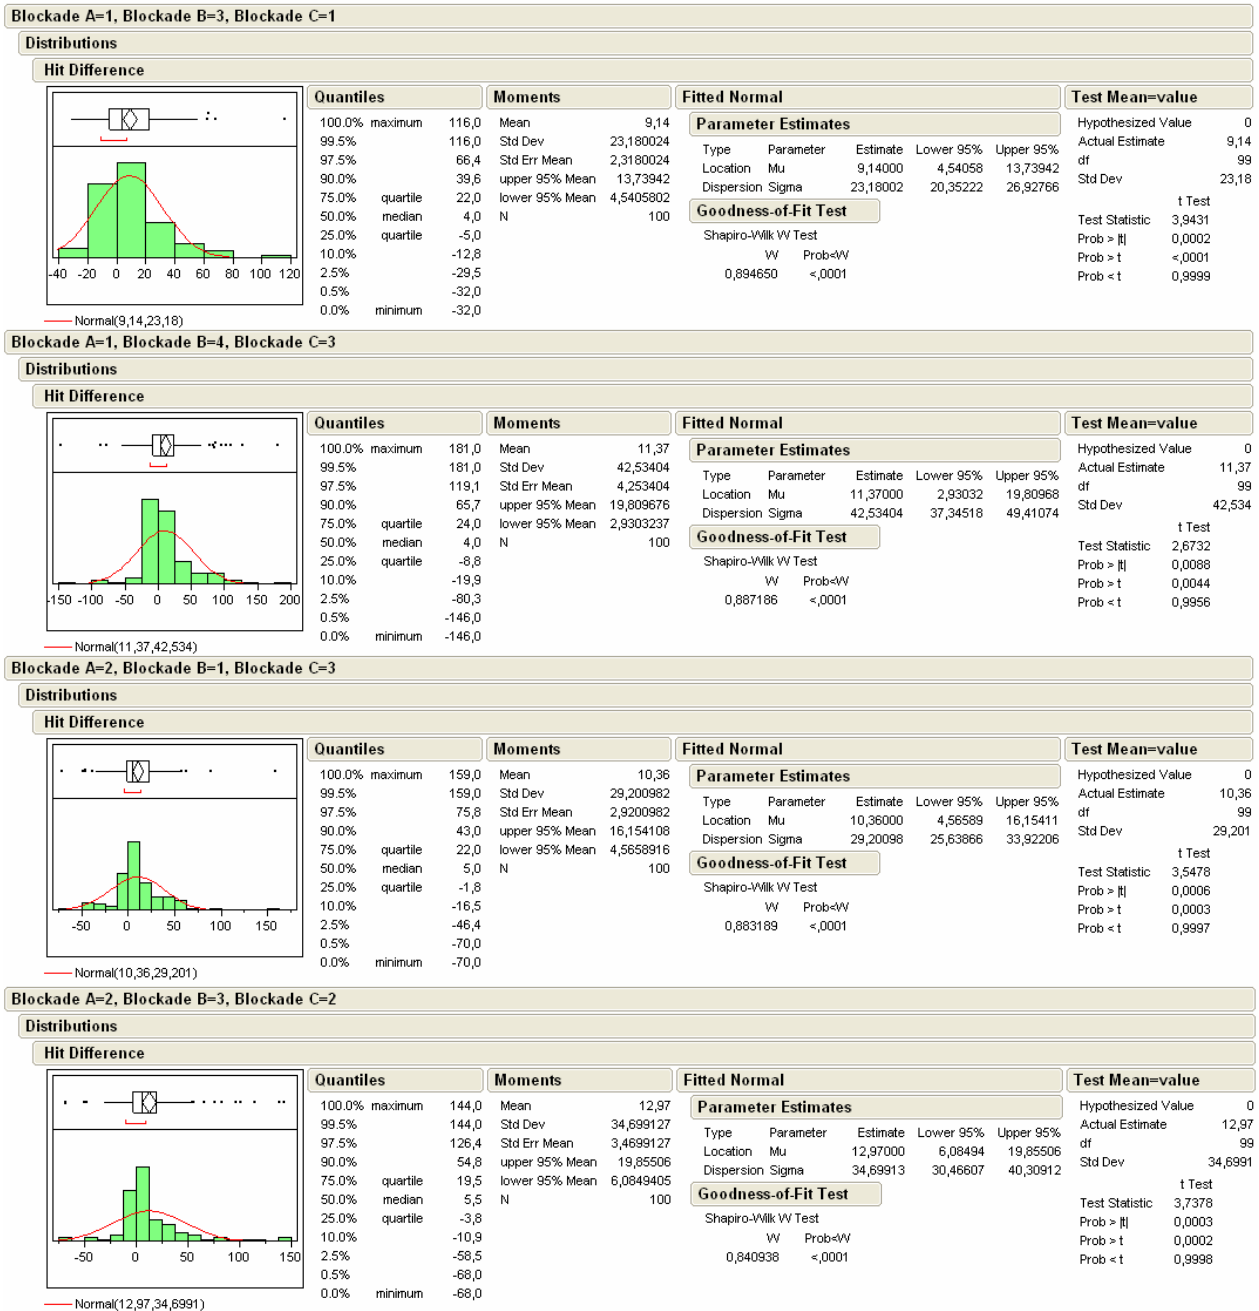 Blockade A=1, Blockade B=3, Blockade C=1
Distributions
Hit Difference
-40 -20 0 20 40 60 80 100 120
Normal(9,14,23,18)
Quantiles
100.0% maximum 116,0
99.5% 116,0
97.5% 66,4
90.0% 39,6
75.0% quartile 22,0
50.0% median 4,0
25.0% quartile -5,0
10.0% -12,8
2.5% -29,5
0.5% -32,0
0.0% minimum -32,0
Moments
Mean 9,14
Std Dev 23,180024
Std Err Mean 2,3180024
upper 95% Mean 13,73942
lower 95% Mean 4,5405802
N 100
Fitted Normal
Parameter Estimates
Type Parameter Estimate Lower 95% Upper 95%
Location Mu 9,14000 4,54058 13,73942
Dispersion Sigma 23,18002 20,35222 26,92766
Goodness-of-Fit Test
Shapiro-Wilk W Test
W Prob<W
0,894650 <,0001
Test Mean=value
Hypothesized Value 0
Actual Estimate 9,14
df 99
Std Dev 23,18
t Test
Test Statistic 3,9431
Prob > |t| 0,0002
Prob > t <,0001
Prob < t 0,9999
Blockade A=1, Blockade B=4, Blockade C=3
Distributions
Hit Difference
-150 -100 -50 0 50 100 150 200
Normal(11,37,42,534)
Quantiles
100.0% maximum 181,0
99.5% 181,0
97.5% 119,1
90.0% 65,7
75.0% quartile 24,0
50.0% median 4,0
25.0% quartile -8,8
10.0% -19,9
2.5% -80,3
0.5% -146,0
0.0% minimum -146,0
Moments
Mean 11,37
Std Dev 42,53404
Std Err Mean 4,253404
upper 95% Mean 19,809676
lower 95% Mean 2,9303237
N 100
Fitted Normal
Parameter Estimates
Type Parameter Estimate Lower 95% Upper 95%
Location Mu 11,37000 2,93032 19,80968
Dispersion Sigma 42,53404 37,34518 49,41074
Goodness-of-Fit Test
Shapiro-Wilk W Test
W Prob<W
0,887186 <,0001
Test Mean=value
Hypothesized Value 0
Actual Estimate 11,37
df 99
Std Dev 42,534
t Test
Test Statistic 2,6732
Prob > |t| 0,0088
Prob > t 0,0044
Prob < t 0,9956
Blockade A=2, Blockade B=1, Blockade C=3
Distributions
Hit Difference
-50 0 50 100 150
Normal(10,36,29,201)
Quantiles
100.0% maximum 159,0
99.5% 159,0
97.5% 75,8
90.0% 43,0
75.0% quartile 22,0
50.0% median 5,0
25.0% quartile -1,8
10.0% -16,5
2.5% -46,4
0.5% -70,0
0.0% minimum -70,0
Moments
Mean 10,36
Std Dev 29,200982
Std Err Mean 2,9200982
upper 95% Mean 16,154108
lower 95% Mean 4,5658916
N 100
Fitted Normal
Parameter Estimates
Type Parameter Estimate Lower 95% Upper 95%
Location Mu 10,36000 4,56589 16,15411
Dispersion Sigma 29,20098 25,63866 33,92206
Goodness-of-Fit Test
Shapiro-Wilk W Test
W Prob<W
0,883189 <,0001
Test Mean=value
Hypothesized Value 0
Actual Estimate 10,36
df 99
Std Dev 29,201
t Test
Test Statistic 3,5478
Prob > |t| 0,0006
Prob > t 0,0003
Prob < t 0,9997
Blockade A=2, Blockade B=3, Blockade C=2
Distributions
Hit Difference
-50 0 50 100 150
Normal(12,97,34,6991)
Quantiles
100.0% maximum 144,0
99.5% 144,0
97.5% 126,4
90.0% 54,8
75.0% quartile 19,5
50.0% median 5,5
25.0% quartile -3,8
10.0% -10,9
2.5% -58,5
0.5% -68,0
0.0% minimum -68,0
Moments
Mean 12,97
Std Dev 34,699127
Std Err Mean 3,4699127
upper 95% Mean 19,85506
lower 95% Mean 6,0849405
N 100
Fitted Normal
Parameter Estimates
Type Parameter Estimate Lower 95% Upper 95%
Location Mu 12,97000 6,08494 19,85506
Dispersion Sigma 34,69913 30,46607 40,30912
Goodness-of-Fit Test
Shapiro-Wilk W Test
W Prob<W
0,840938 <,0001
Test Mean=value
Hypothesized Value 0
Actual Estimate 12,97
df 99
Std Dev 34,6991
t Test
Test Statistic 3,7378
Prob > |t| 0,0003
Prob > t 0,0002
Prob < t 0,9998